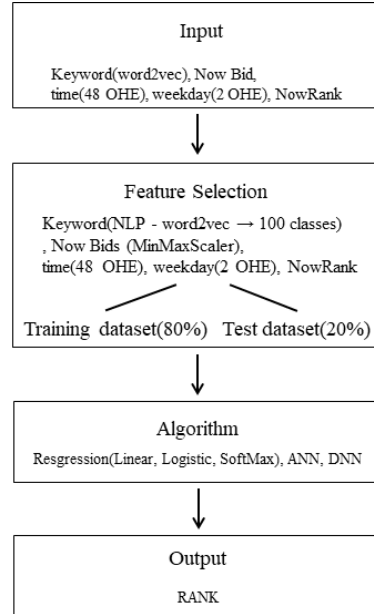 Input
Keyword(word2vec), Now Bid,
time(48 OHE), weekday(2 OHE), NowRank
Feature Selection
Keyword(NLP - word2vec → 100 classes)
, Now Bids (MinMaxScaler),
time(48 OHE), weekday(2 OHE), NowRank
Training dataset(80%) Test dataset(20%)
Algorithm
Resgression(Linear, Logistic, SoftMax), ANN, DNN
Output
RANK